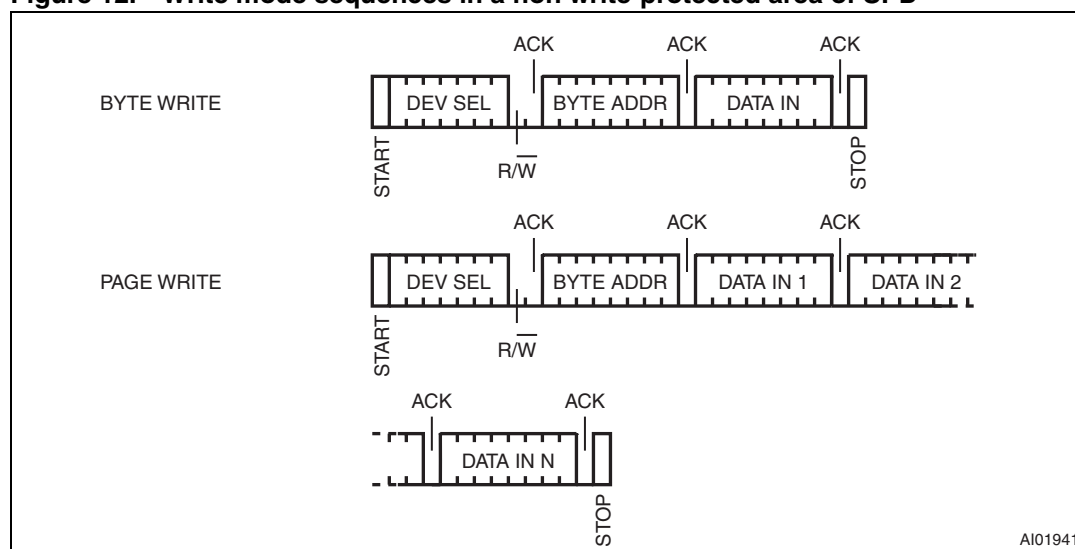 Figure 12. Write mode sequences in a non write-protected area of SPD
ACK ACK ACK
BYTE WRITE DEV SEL BYTE ADDR DATA IN
START R/W STOP
ACK ACK ACK
PAGE WRITE DEV SEL BYTE ADDR DATA IN 1 DATA IN 2
START R/W
ACK ACK
DATA IN N
STOP
AI01941